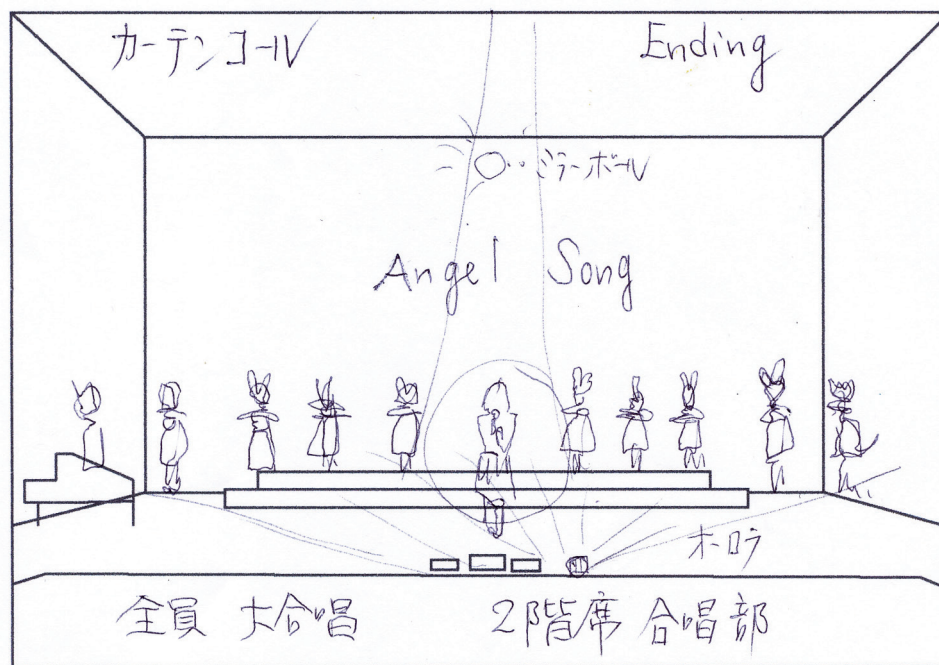 カーテンコール Ending
○‥ミラーボール
Angel Song
オーロラ
全員 大合唱 2階席 合唱部